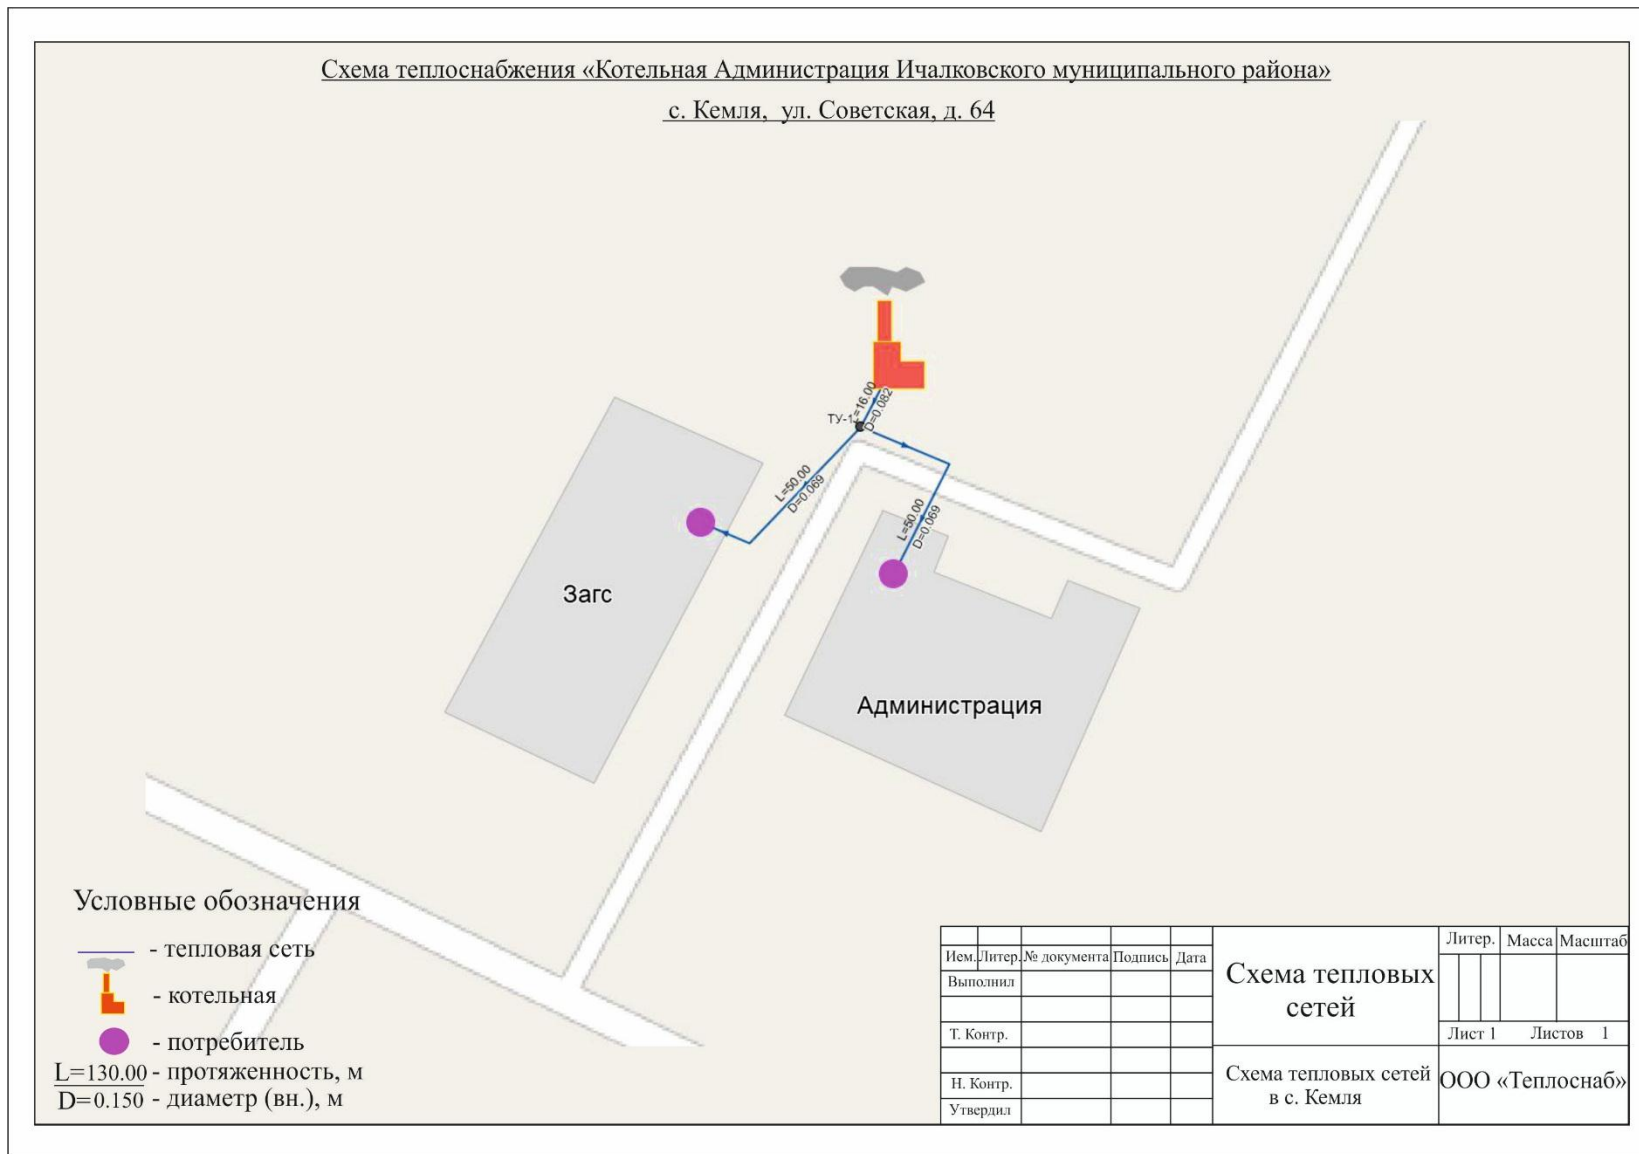 Схема теплоснабжения «Котельная Администрация Ичалковского муниципального района»
с. Кемля, ул. Советская, д. 64
L=16.00
D=0.082
ТУ-1
L=50.00
D=0.069
L=50.00
D=0.069
Загс
Администрация
Условные обозначения
- тепловая сеть
- котельная
- потребитель
L=130.00 - протяженность, м
D=0.150 - диаметр (вн.), м
Ием. Литер. № документа Подпись Дата
Выполнил
Т. Контр.
Н. Контр.
Утвердил
Схема тепловых
сетей
Схема тепловых сетей
в с. Кемля
Литер. Масса Масштаб
Лист 1 Листов 1
ООО «Теплоснаб»